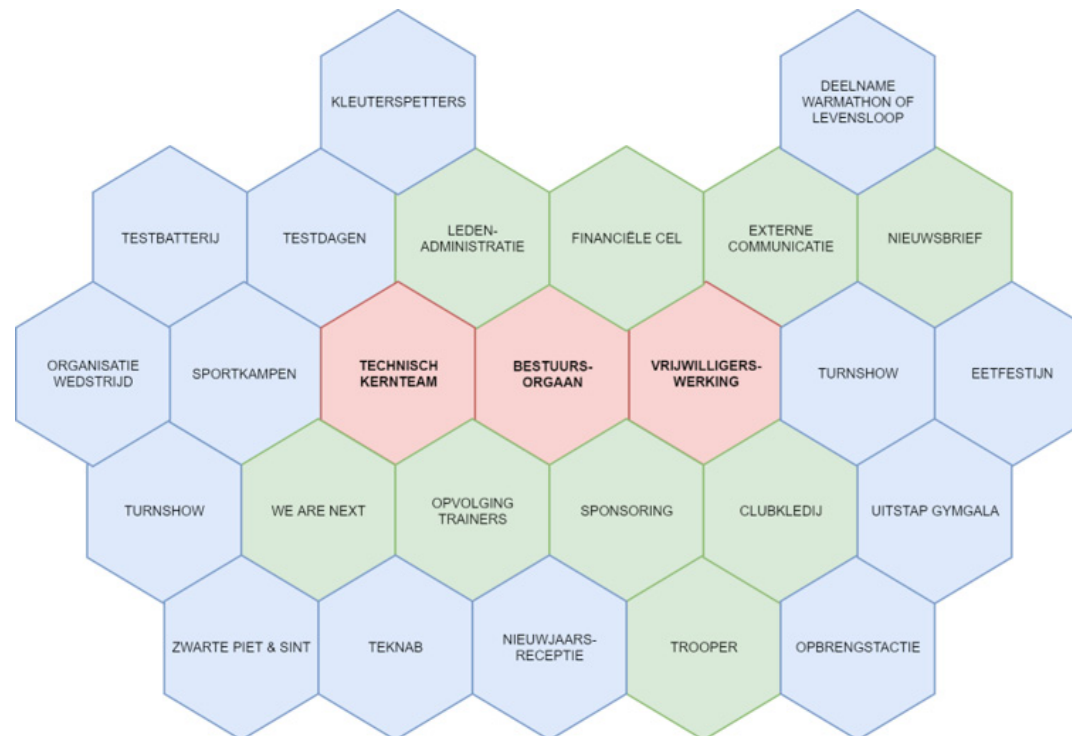 KLEUTERSPETTERS
DEELNAME
WARMATHON OF
LEVENSLOOP
TESTBATTERIJ
TESTDAGEN
LEDEN-
ADMINISTRATIE
FINANCIËLE CEL
EXTERNE
COMMUNICATIE
NIEUWSBRIEF
ORGANISATIE
WEDSTRIJD
SPORTKAMPEN
TECHNISCH
KERNTEAM
BESTUURS-
ORGAAN
VRIJWILLIGERS-
WERKING
TURNSHOW
EETFESTIJN
TURNSHOW
WE ARE NEXT
OPVOLGING
TRAINERS
SPONSORING
CLUBKLEDIJ
UITSTAP GYMGALA
ZWARTE PIET & SINT
TEKNAB
NIEUWJAARS-
RECEPTIE
TROOPER
OPBRENGSTACTIE